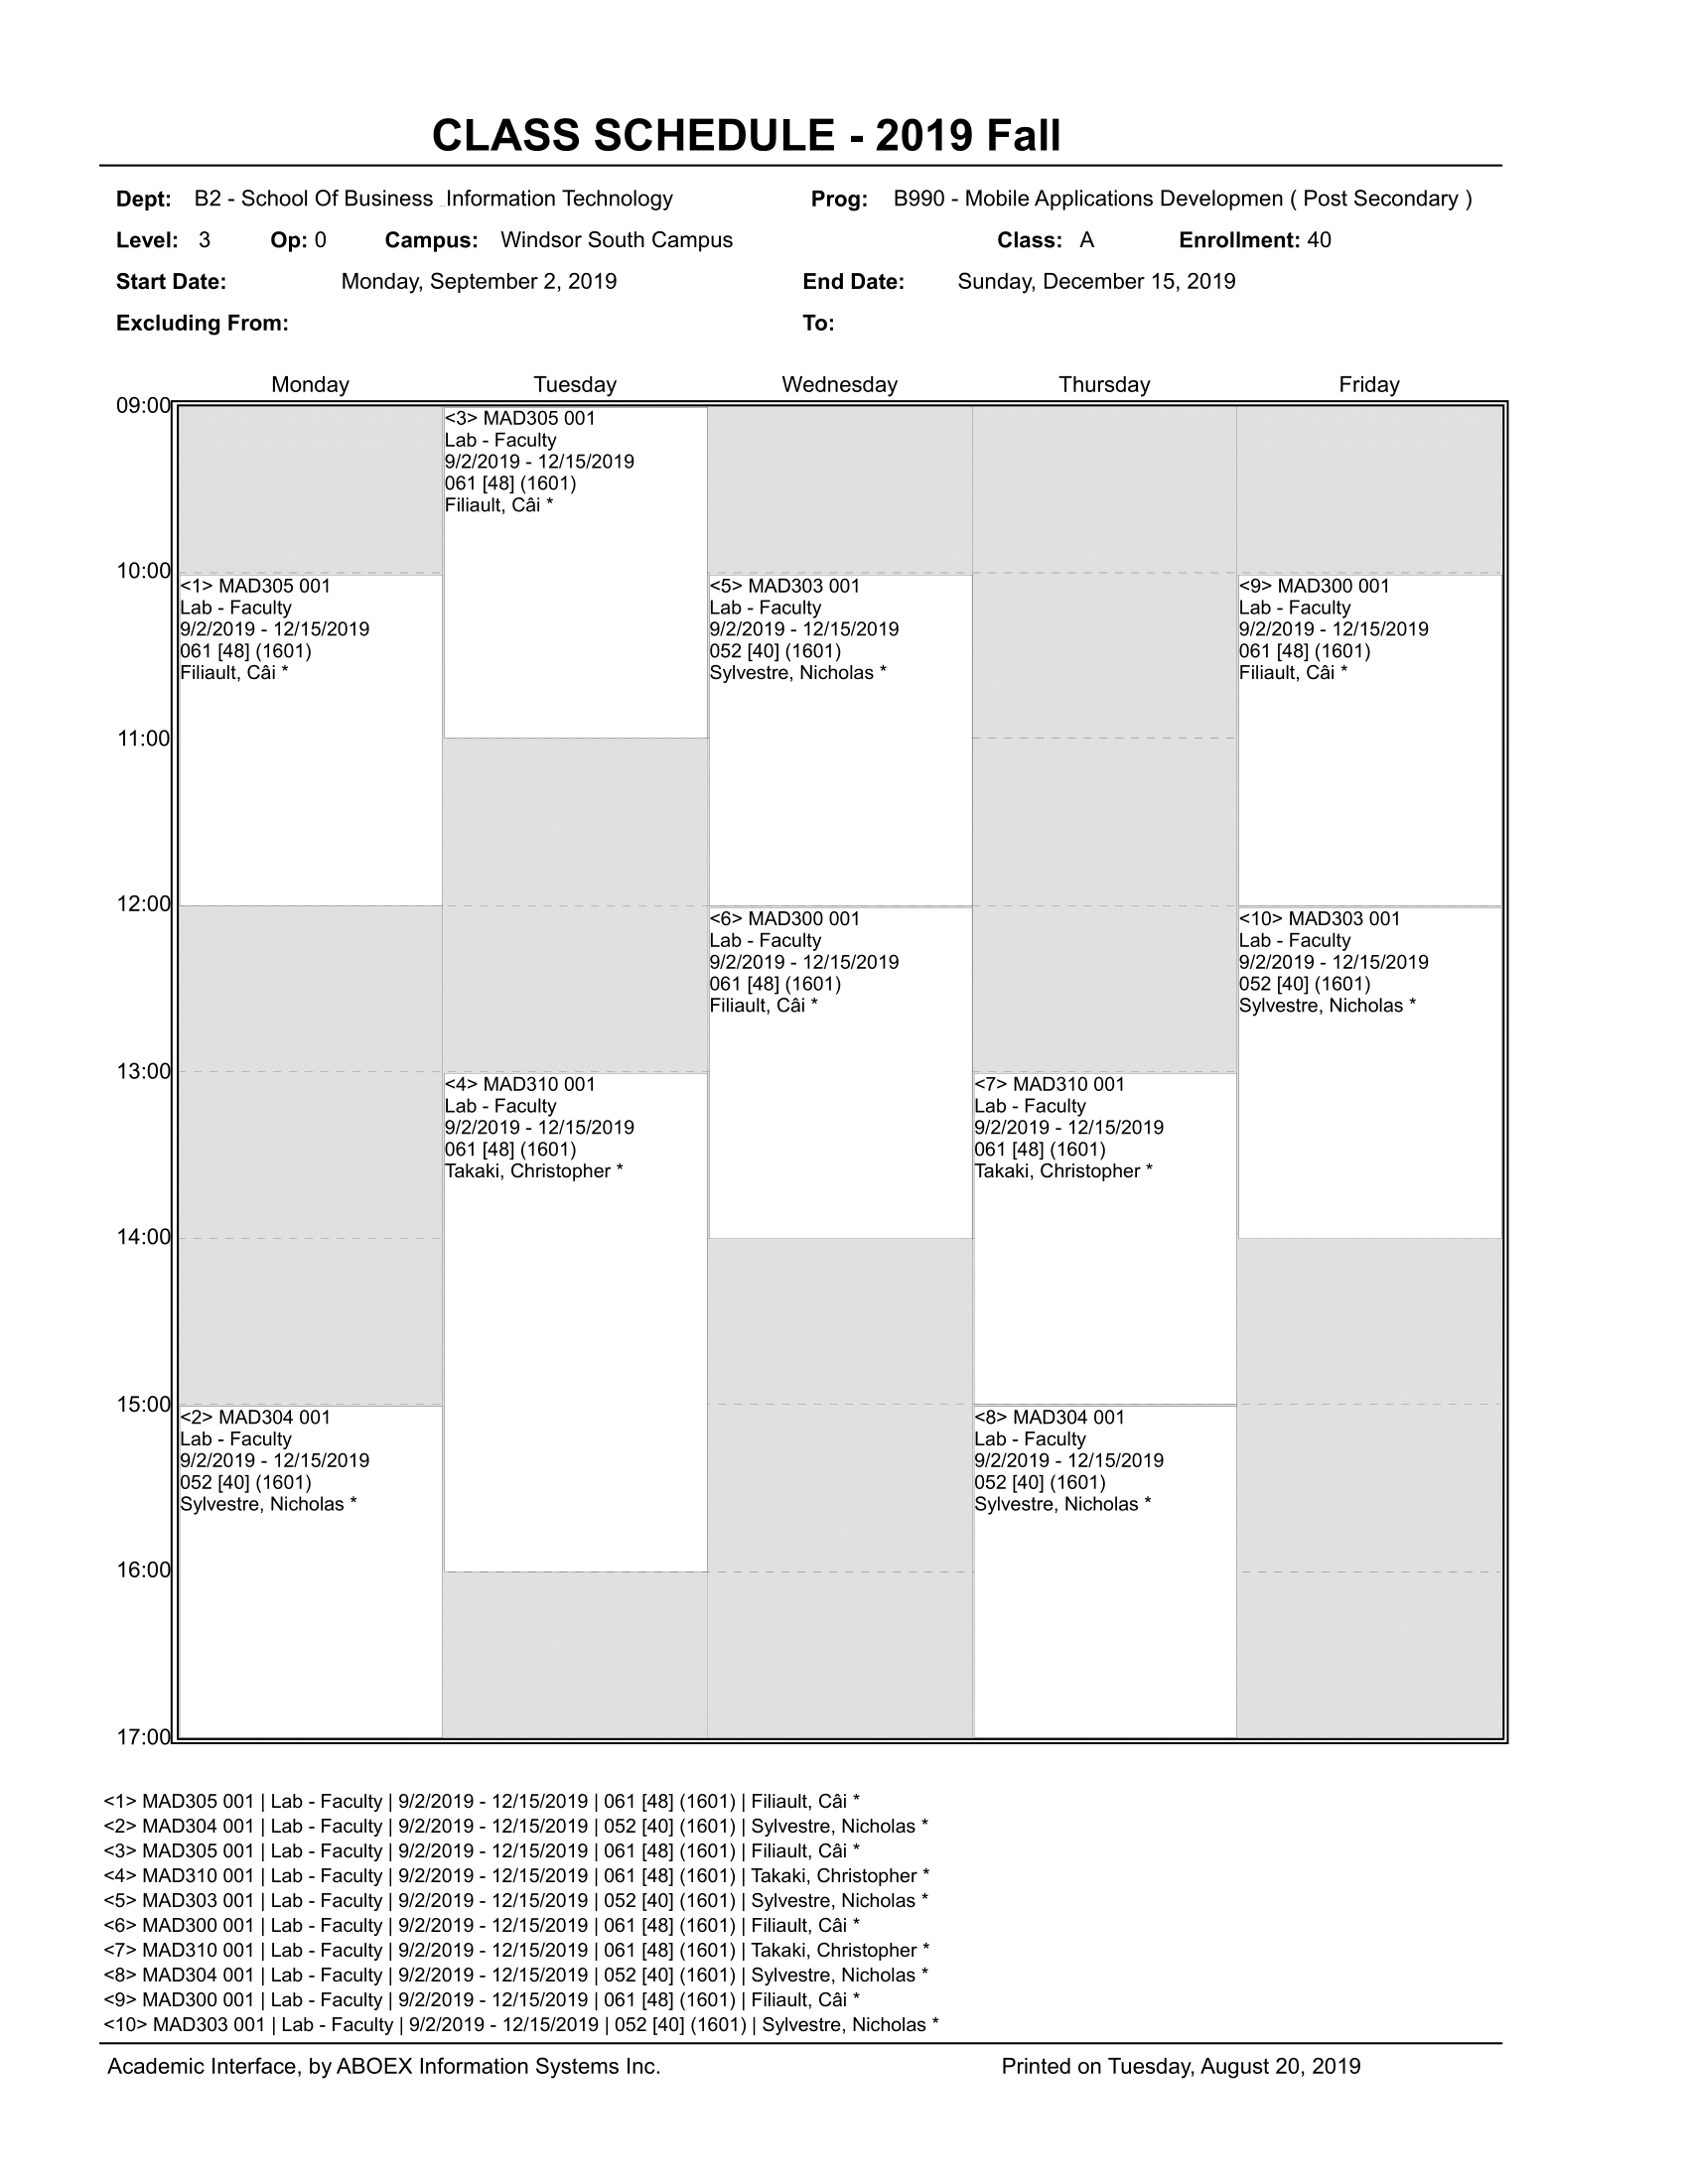 CLASS SCHEDULE - 2019 Fall
Dept: B2 - School Of Business _Information Technology Prog: B990 - Mobile Applications Developmen ( Post Secondary )
Level: 3 Op: 0 Campus: Windsor South Campus Class: A Enrollment: 40
Start Date: Monday, September 2, 2019 End Date: Sunday, December 15, 2019
Excluding From: To:
Monday Tuesday Wednesday Thursday Friday
09:00
<3> MAD305 001
Lab - Faculty
9/2/2019 - 12/15/2019
061 [48] (1601)
Filiault, Câi *
10:00
<1> MAD305 001
Lab - Faculty
9/2/2019 - 12/15/2019
061 [48] (1601)
Filiault, Câi *
<5> MAD303 001
Lab - Faculty
9/2/2019 - 12/15/2019
052 [40] (1601)
Sylvestre, Nicholas *
<9> MAD300 001
Lab - Faculty
9/2/2019 - 12/15/2019
061 [48] (1601)
Filiault, Câi *
11:00
12:00
<6> MAD300 001
Lab - Faculty
9/2/2019 - 12/15/2019
061 [48] (1601)
Filiault, Câi *
<10> MAD303 001
Lab - Faculty
9/2/2019 - 12/15/2019
052 [40] (1601)
Sylvestre, Nicholas *
13:00
<4> MAD310 001
Lab - Faculty
9/2/2019 - 12/15/2019
061 [48] (1601)
Takaki, Christopher *
<7> MAD310 001
Lab - Faculty
9/2/2019 - 12/15/2019
061 [48] (1601)
Takaki, Christopher *
14:00
15:00
<2> MAD304 001
Lab - Faculty
9/2/2019 - 12/15/2019
052 [40] (1601)
Sylvestre, Nicholas *
<8> MAD304 001
Lab - Faculty
9/2/2019 - 12/15/2019
052 [40] (1601)
Sylvestre, Nicholas *
16:00
17:00
<1> MAD305 001 | Lab - Faculty | 9/2/2019 - 12/15/2019 | 061 [48] (1601) | Filiault, Câi *
<2> MAD304 001 | Lab - Faculty | 9/2/2019 - 12/15/2019 | 052 [40] (1601) | Sylvestre, Nicholas *
<3> MAD305 001 | Lab - Faculty | 9/2/2019 - 12/15/2019 | 061 [48] (1601) | Filiault, Câi *
<4> MAD310 001 | Lab - Faculty | 9/2/2019 - 12/15/2019 | 061 [48] (1601) | Takaki, Christopher *
<5> MAD303 001 | Lab - Faculty | 9/2/2019 - 12/15/2019 | 052 [40] (1601) | Sylvestre, Nicholas *
<6> MAD300 001 | Lab - Faculty | 9/2/2019 - 12/15/2019 | 061 [48] (1601) | Filiault, Câi *
<7> MAD310 001 | Lab - Faculty | 9/2/2019 - 12/15/2019 | 061 [48] (1601) | Takaki, Christopher *
<8> MAD304 001 | Lab - Faculty | 9/2/2019 - 12/15/2019 | 052 [40] (1601) | Sylvestre, Nicholas *
<9> MAD300 001 | Lab - Faculty | 9/2/2019 - 12/15/2019 | 061 [48] (1601) | Filiault, Câi *
<10> MAD303 001 | Lab - Faculty | 9/2/2019 - 12/15/2019 | 052 [40] (1601) | Sylvestre, Nicholas *
Academic Interface, by ABOEX Information Systems Inc. Printed on Tuesday, August 20, 2019